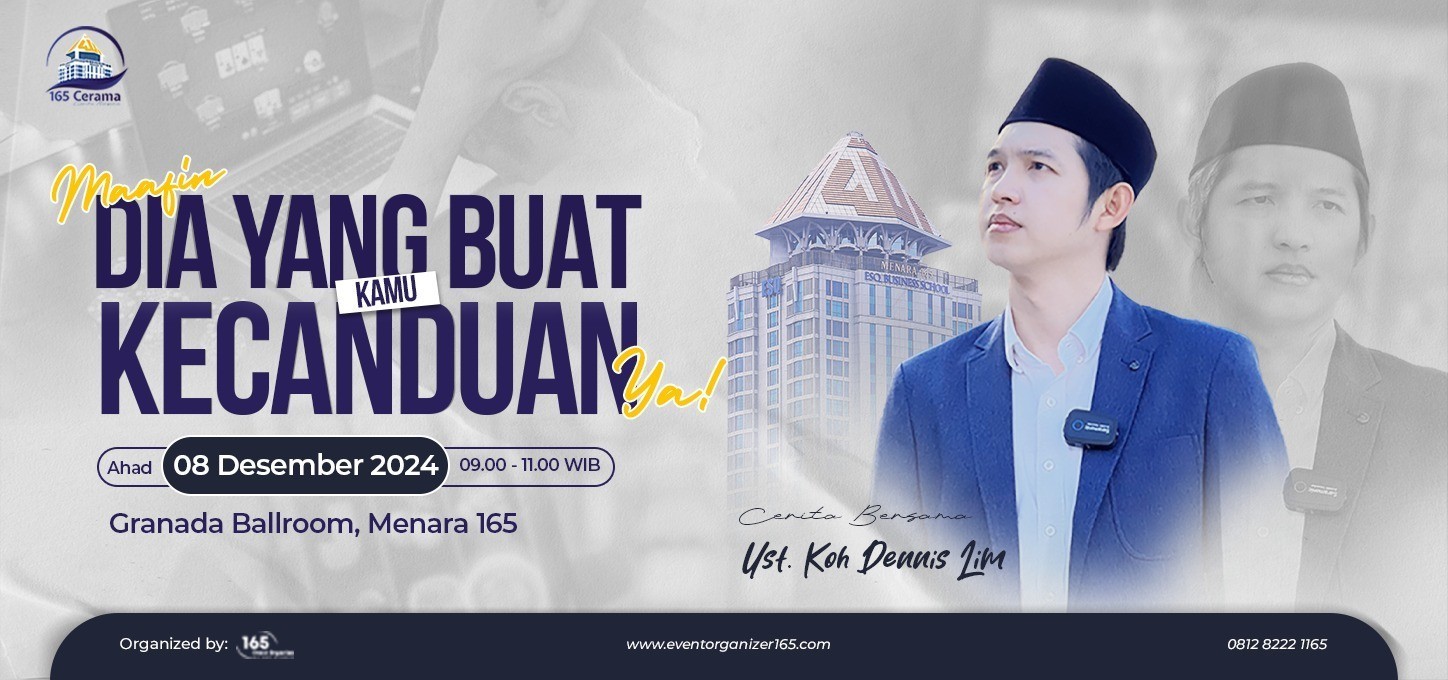 165 Cerama
Maafin
DIA YANG BUAT
KAMU
KECANDUAN
Ya!
Ahad
08 Desember 2024
09.00 - 11.00 WIB
Granada Ballroom, Menara 165
MENARA 165
ESQ BUSINESS SCHOOL
Cerita Bersama
Ust. Koh Dennis Lim
Organized by: 165
www.eventorganizer165.com
0812 8222 1165